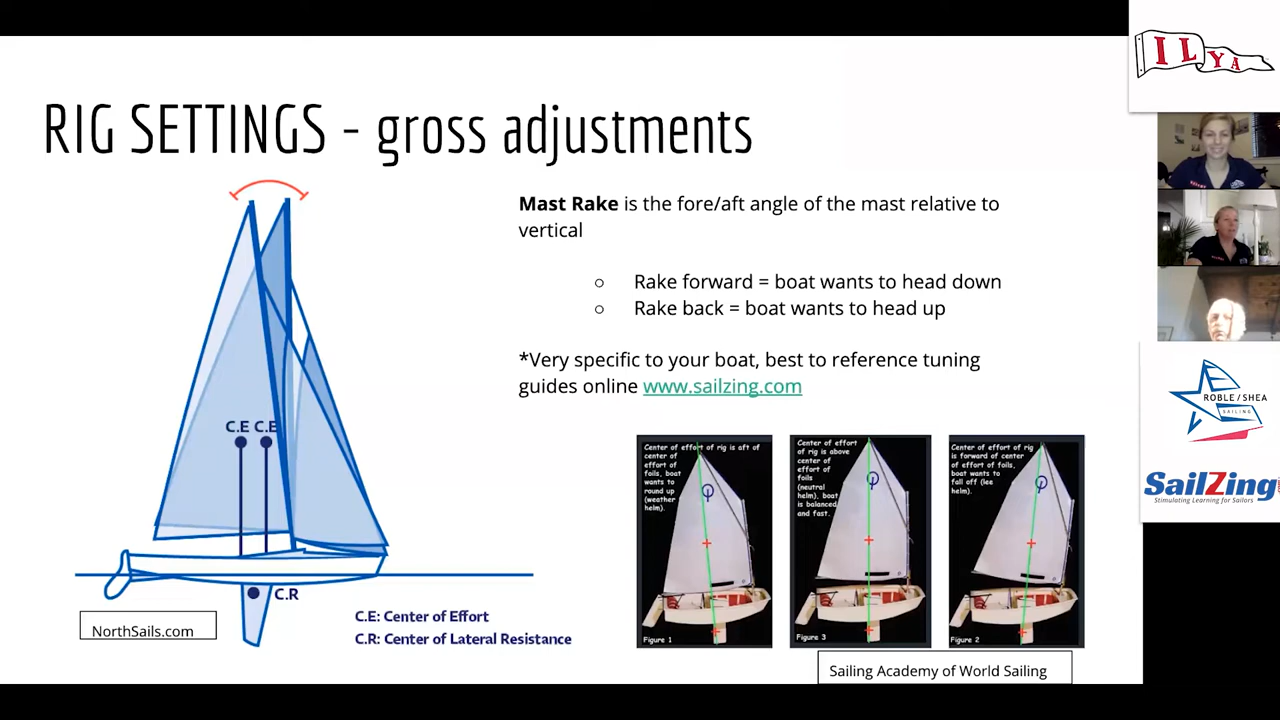 ILYA
RIG SETTINGS - gross adjustments
Mast Rake is the fore/aft angle of the mast relative to
vertical
Rake forward = boat wants to head down
Rake back = boat wants to head up
*Very specific to your boat, best to reference tuning
guides online www.sailzing.com
C.E C.E
C.R
C.E: Center of Effort
C.R: Center of Lateral Resistance
NorthSails.com
Center of effort of rig is aft of
center of
effort of
foils, boat
wants to
round up
(weather
helm).
Figure 1
Center of effort
of rig is above
center of
effort of
foils
(neutral
helm), boat
is balanced
and fast.
Figure 3
Center of effort of rig
is forward of center
of effort of foils,
boat wants to
fall off (lee
helm).
Figure 2
Sailing Academy of World Sailing
ROBLE/SHEA
SAILING
SailZing
Stimulating Learning for Sailors